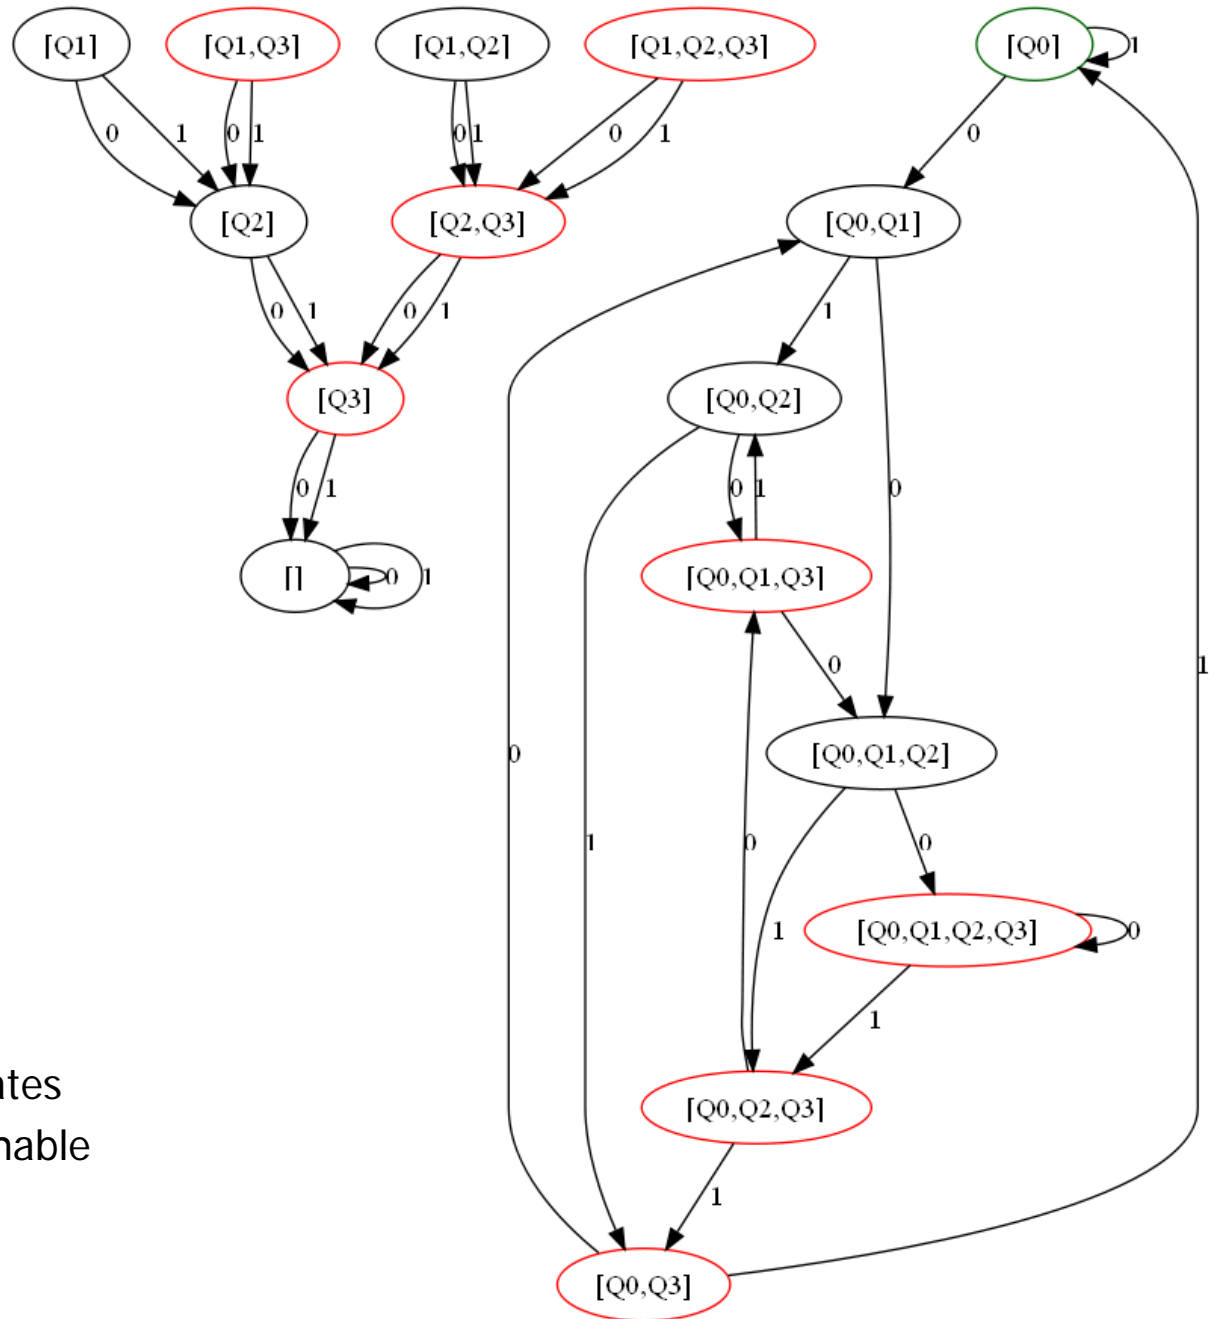 [Q1] [Q1,Q3] [Q1,Q2] [Q1,Q2,Q3] [Q0] 1
0 1 0 1 0 1 0 1 0
[Q2] [Q2,Q3] [Q0,Q1]
0 1 0 1 1
[Q3] [Q0,Q2]
0 1 0 1 0
[] 0 1 [Q0,Q1,Q3]
0 1
0 [Q0,Q1,Q2]
1 0 0
1 [Q0,Q1,Q2,Q3] 0
1
ates
[Q0,Q2,Q3]
nable
1
[Q0,Q3]